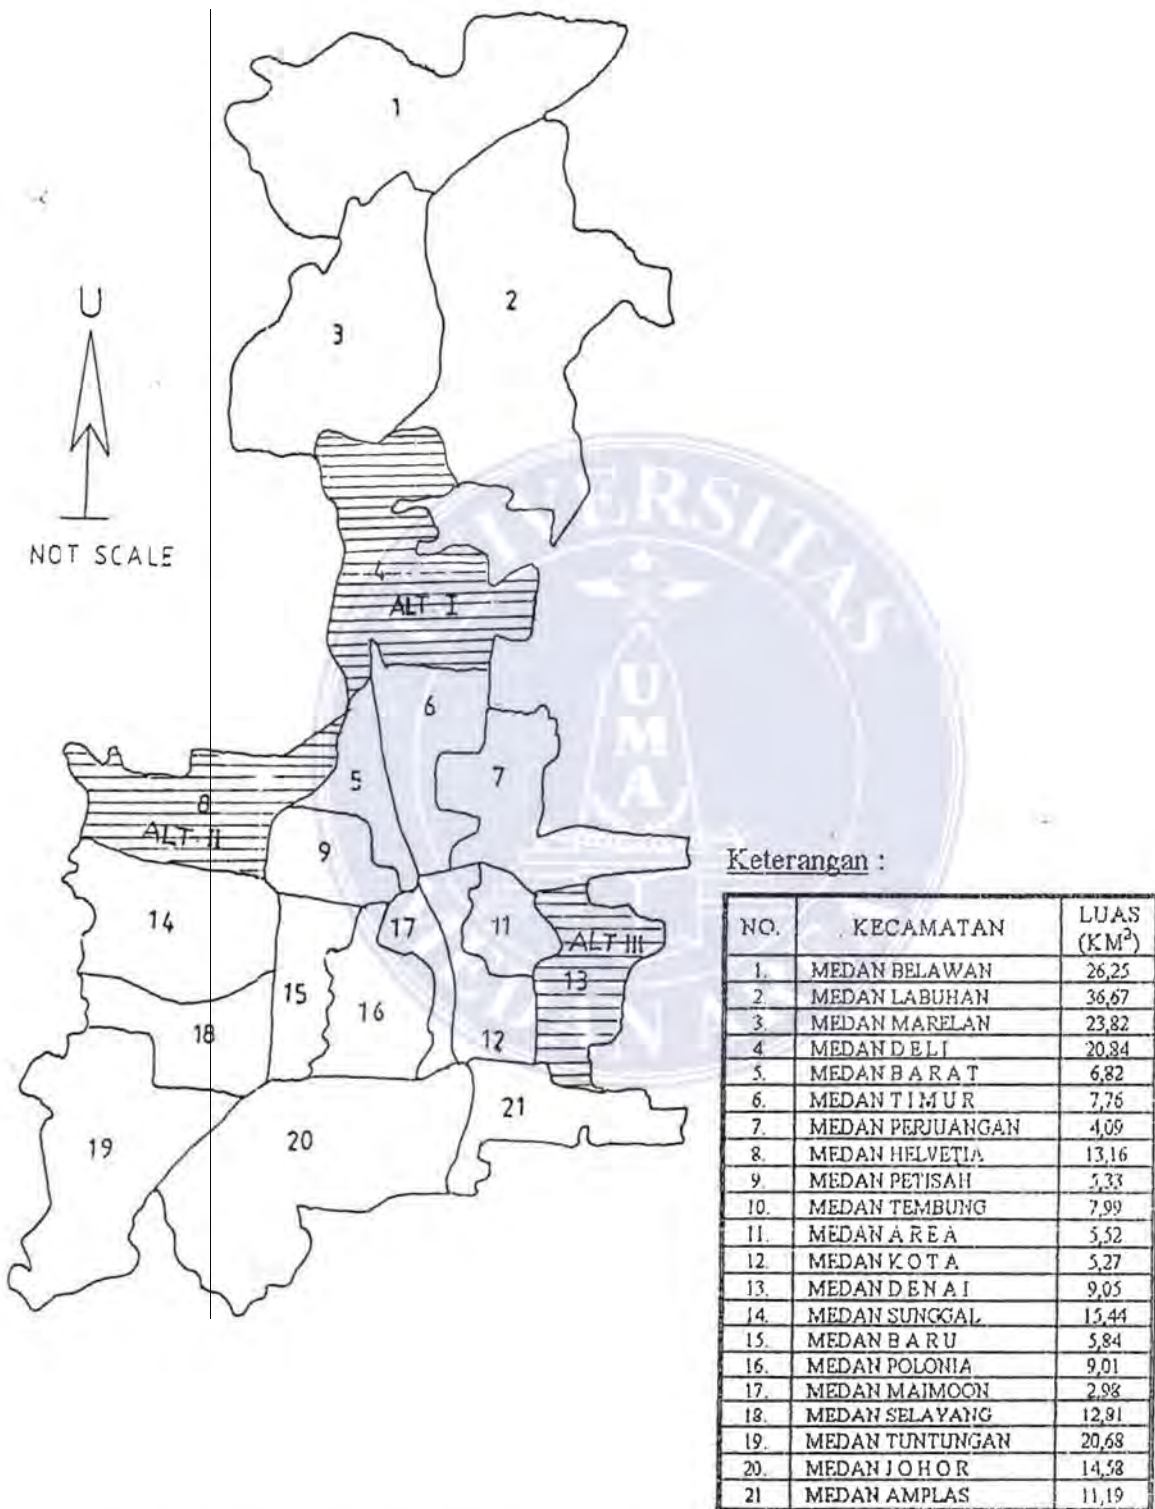 1
2
3
U
NOT SCALE
4
ALT I
6
5
7
8
ALT-II
9
14
17
11
ALT III
13
15
16
18
12
21
19
20
UNIVERSITAS
UMA
MEDAN AREA
Keterangan :
NO. KECAMATAN LUAS (KM²)
1. MEDAN BELAWAN 26,25
2 MEDAN LABUHAN 36,67
3 MEDAN MARELAN 23,82
4 MEDAN D E L I 20,84
5. MEDAN B A R A T 6,82
6. MEDAN T I M U R 7,76
7. MEDAN PERJUANGAN 4,09
8. MEDAN HELVETIA 13,16
9. MEDAN PETISAH 5,33
10. MEDAN TEMBUNG 7,99
11. MEDAN A R E A 5,52
12. MEDAN K O T A 5,27
13. MEDAN D E N A I 9,05
14. MEDAN SUNGGAL 15,44
15. MEDAN B A R U 5,84
16. MEDAN POLONIA 9,01
17. MEDAN MAIMOON 2,98
18. MEDAN SELAYANG 12,81
19. MEDAN TUNTUNGAN 20,68
20. MEDAN J O H O R 14,58
21 MEDAN AMPLAS 11,19